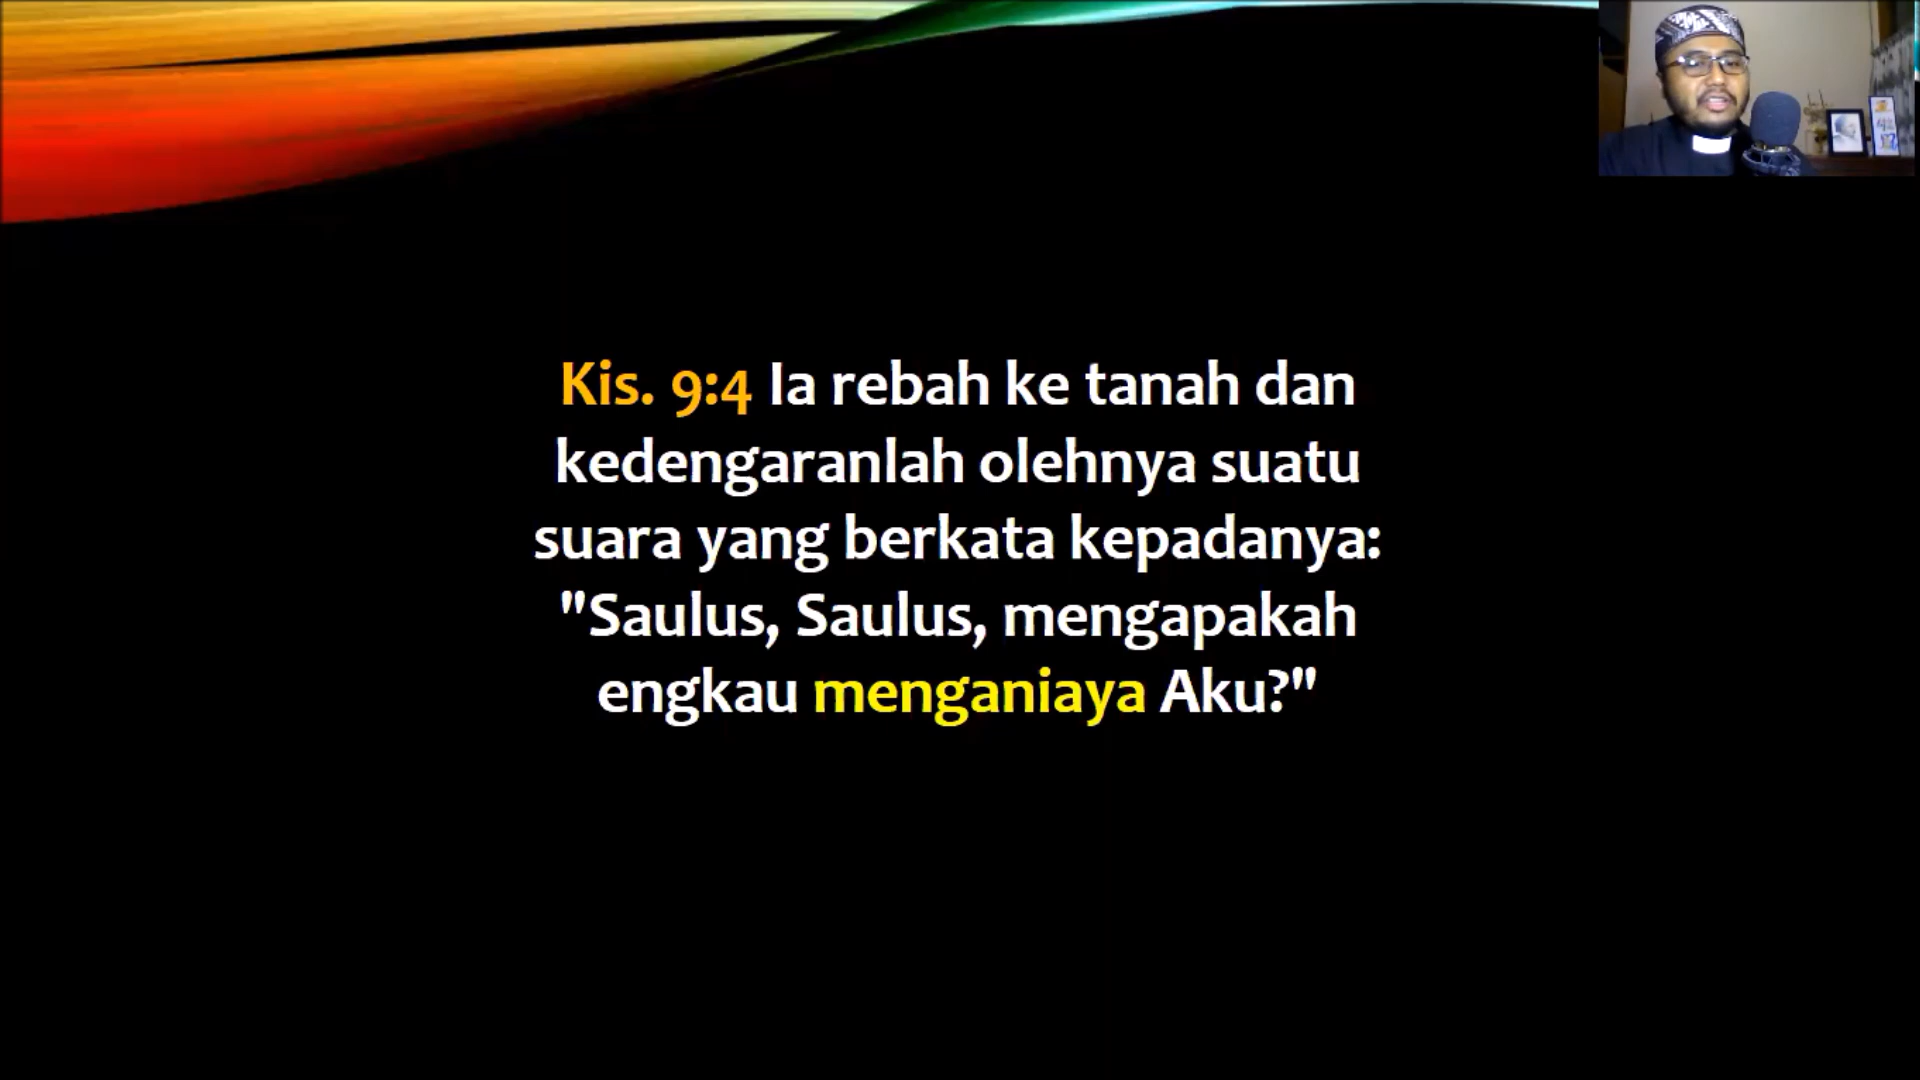 Kis. 9:4 Ia rebah ke tanah dan
kedengaranlah olehnya suatu
suara yang berkata kepadanya:
"Saulus, Saulus, mengapakah
engkau menganiaya Aku?"